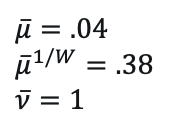 μ̄ = .04
μ̄^{1/W} = .38
ν̄ = 1